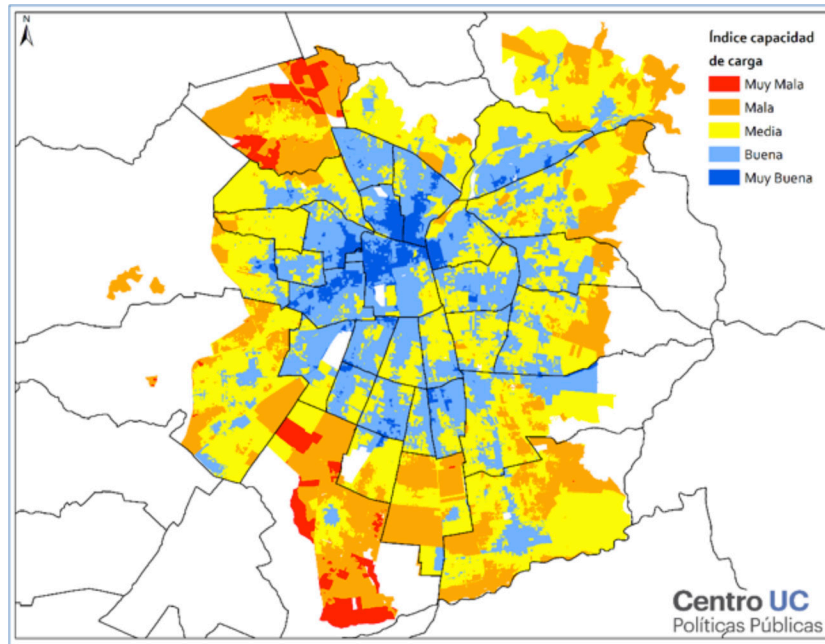 N
Índice capacidad
de carga
Muy Mala
Mala
Media
Buena
Muy Buena
Centro UC
Políticas Públicas